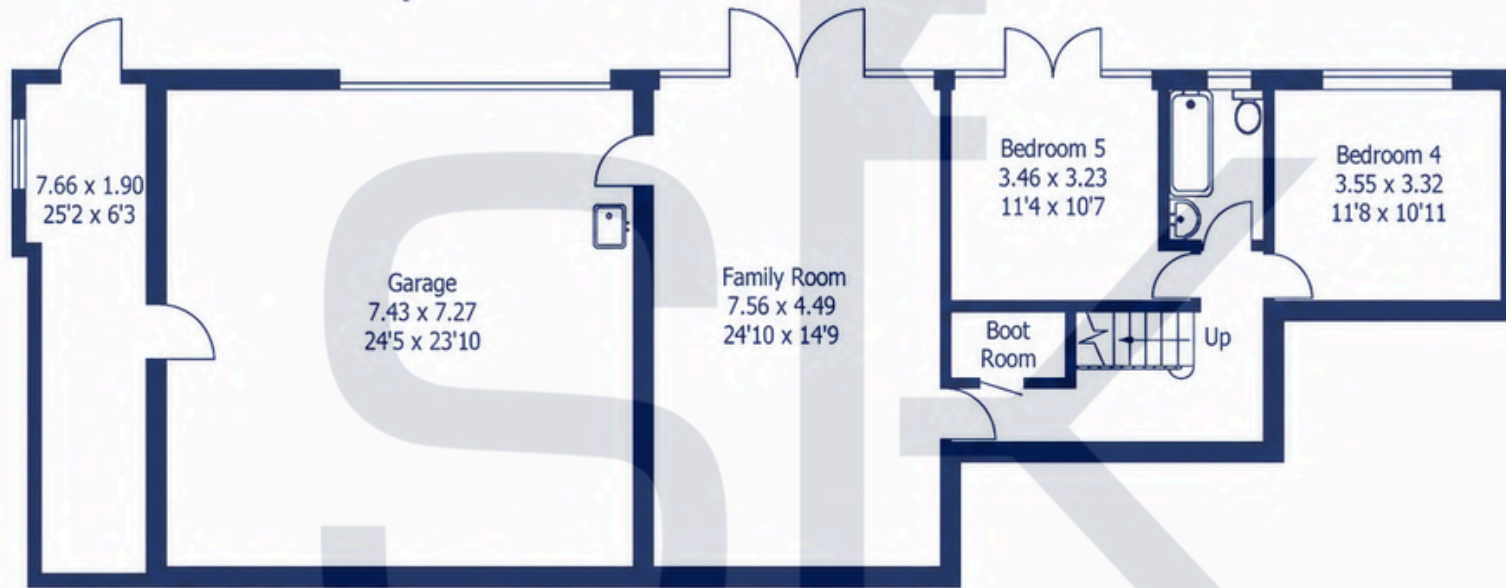 7.66 x 1.90
25'2 x 6'3
Garage
7.43 x 7.27
24'5 x 23'10
Family Room
7.56 x 4.49
24'10 x 14'9
Bedroom 5
3.46 x 3.23
11'4 x 10'7
Bedroom 4
3.55 x 3.32
11'8 x 10'11
Boot
Room
Up
SK